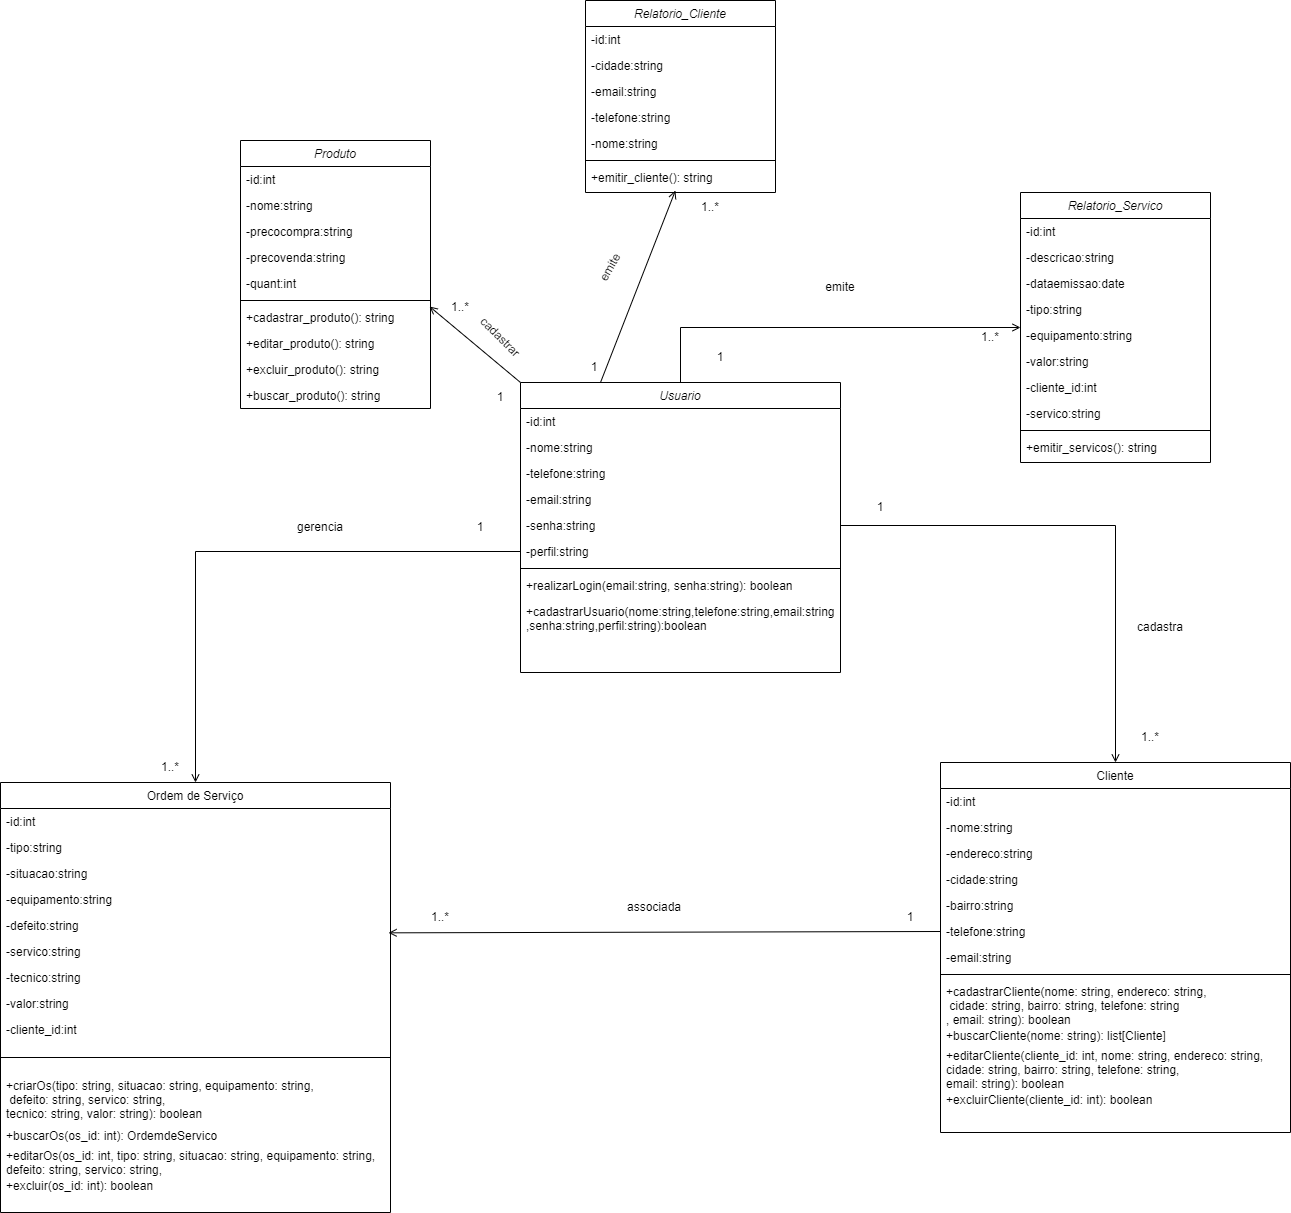 Relatorio_Cliente
-id:int
-cidade:string
-email:string
-telefone:string
-nome:string
+emitir_cliente(): string
1..*
emite
1
Produto
-id:int
-nome:string
-precocompra:string
-precovenda:string
-quant:int
+cadastrar_produto(): string
+editar_produto(): string
+excluir_produto(): string
+buscar_produto(): string
1..*
cadastrar
1
Relatorio_Servico
-id:int
-descricao:string
-dataemissao:date
-tipo:string
-equipamento:string
-valor:string
-cliente_id:int
-servico:string
+emitir_servicos(): string
emite
1..*
1
Usuario
-id:int
-nome:string
-telefone:string
-email:string
-senha:string
-perfil:string
+realizarLogin(email:string, senha:string): boolean
+cadastrarUsuario(nome:string,telefone:string,email:string
,senha:string,perfil:string):boolean
gerencia
1
1..*
1
cadastra
1..*
Ordem de Serviço
-id:int
-tipo:string
-situacao:string
-equipamento:string
-defeito:string
-servico:string
-tecnico:string
-valor:string
-cliente_id:int
+criarOs(tipo: string, situacao: string, equipamento: string,
defeito: string, servico: string,
tecnico: string, valor: string): boolean
+buscarOs(os_id: int): OrdemdeServico
+editarOs(os_id: int, tipo: string, situacao: string, equipamento: string,
defeito: string, servico: string,
+excluir(os_id: int): boolean
1..*
associada
1
Cliente
-id:int
-nome:string
-endereco:string
-cidade:string
-bairro:string
-telefone:string
-email:string
+cadastrarCliente(nome: string, endereco: string,
cidade: string, bairro: string, telefone: string
, email: string): boolean
+buscarCliente(nome: string): list[Cliente]
+editarCliente(cliente_id: int, nome: string, endereco: string,
cidade: string, bairro: string, telefone: string,
email: string): boolean
+excluirCliente(cliente_id: int): boolean